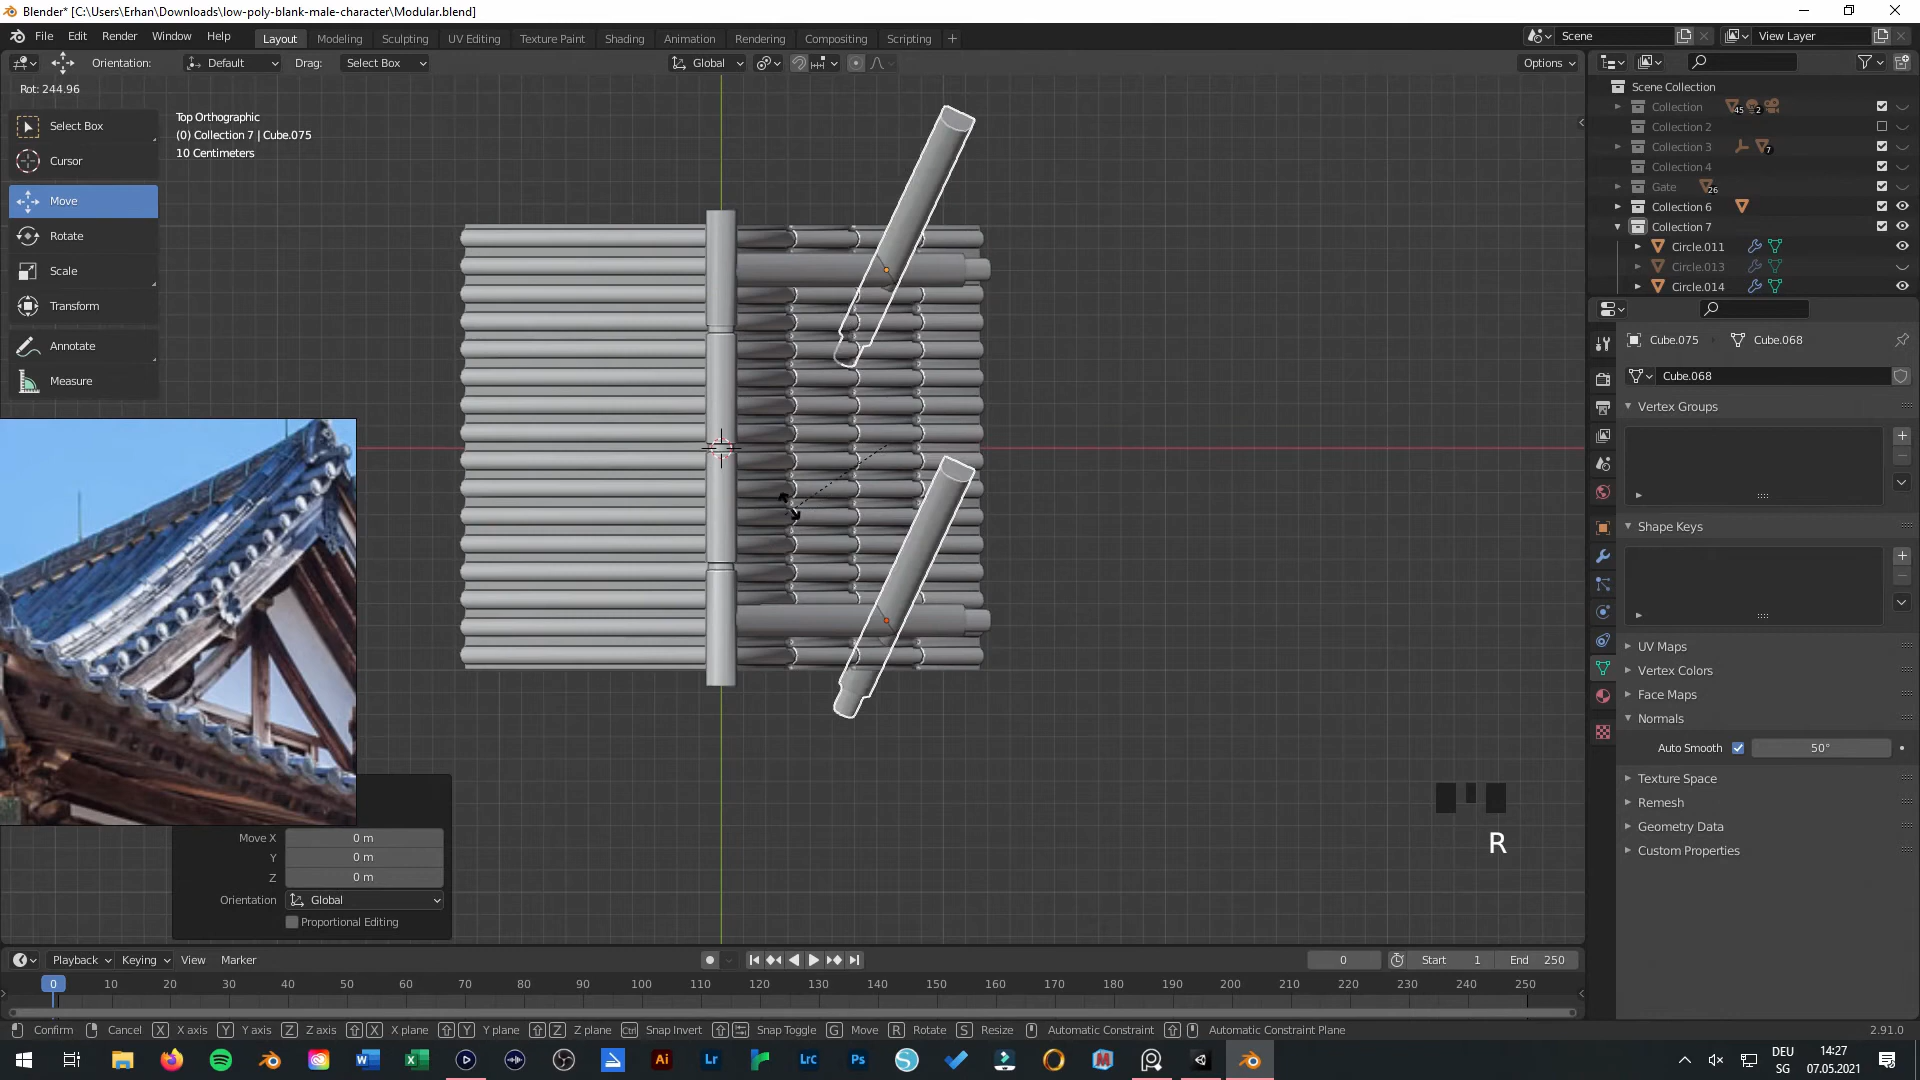 Blender* [C:\Users\Erhan\Downloads\low-poly-blank-male-character\Modular.blend]
File Edit Render Window Help
Layout Modeling Sculpting UV Editing Texture Paint Shading Animation Rendering Compositing Scripting +
Scene
View Layer
Orientation: Default Drag: Select Box
Global
Options
Rot: 244.96
Top Orthographic
(0) Collection 7 | Cube.075
10 Centimeters
Select Box
Cursor
Move
Rotate
Scale
Transform
Annotate
Measure
Scene Collection
Collection 45 2
Collection 2
Collection 3 7
Collection 4
Gate 26
Collection 6
Collection 7
Circle.011
Circle.013
Circle.014
Cube.075 Cube.068
Cube.068
Vertex Groups
Shape Keys
UV Maps
Vertex Colors
Face Maps
Normals
Auto Smooth 50°
Texture Space
Remesh
Geometry Data
Custom Properties
R
Move X 0 m
Y 0 m
Z 0 m
Orientation Global
Proportional Editing
Playback Keying View Marker
0 Start 1 End 250
0 10 20 30 40 50 60 70 80 90 100 110 120 130 140 150 160 170 180 190 200 210 220 230 240 250
Confirm Cancel X X axis Y Y axis Z Z axis X X plane Y Y plane Z Z plane Ctrl Snap Invert Snap Toggle G Move R Rotate S Resize Automatic Constraint Automatic Constraint Plane 2.91.0
Ai Lr LrC Ps
DEU
SG
14:27
07.05.2021